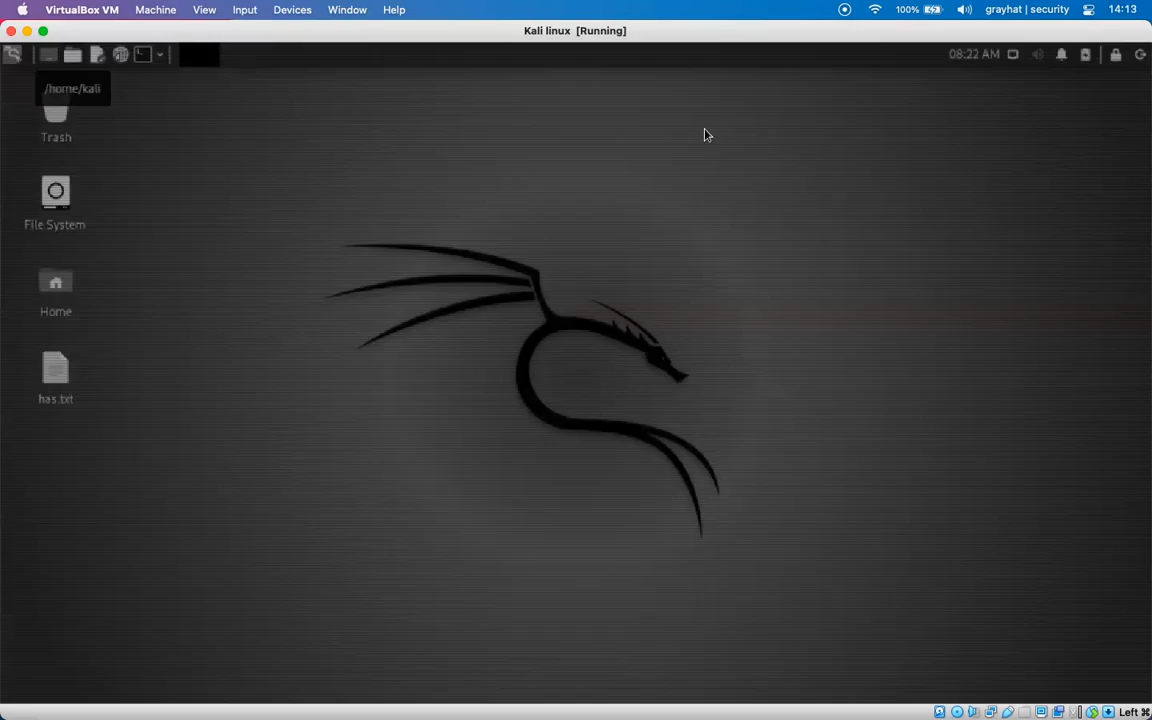 VirtualBox VM Machine View Input Devices Window Help 100% grayhat | security 14:13
Kali linux [Running]
08:22 AM
/home/kali
Trash
File System
Home
has.txt
Left ⌘